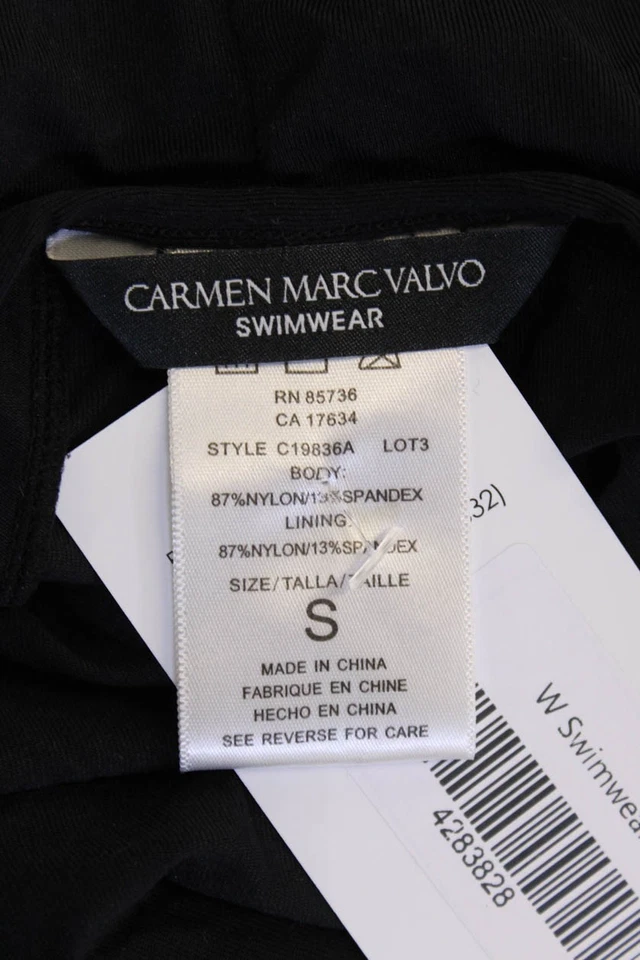 CARMEN MARC VALVO
SWIMWEAR
RN 85736
CA 17634
STYLE C19836A LOT3
BODY:
87%NYLON/13%SPANDEX
LINING:
87%NYLON/13%SPANDEX
SIZE/TALLA/TAILLE
S
MADE IN CHINA
FABRIQUE EN CHINE
HECHO EN CHINA
SEE REVERSE FOR CARE
32)
W Swimwear
4283828